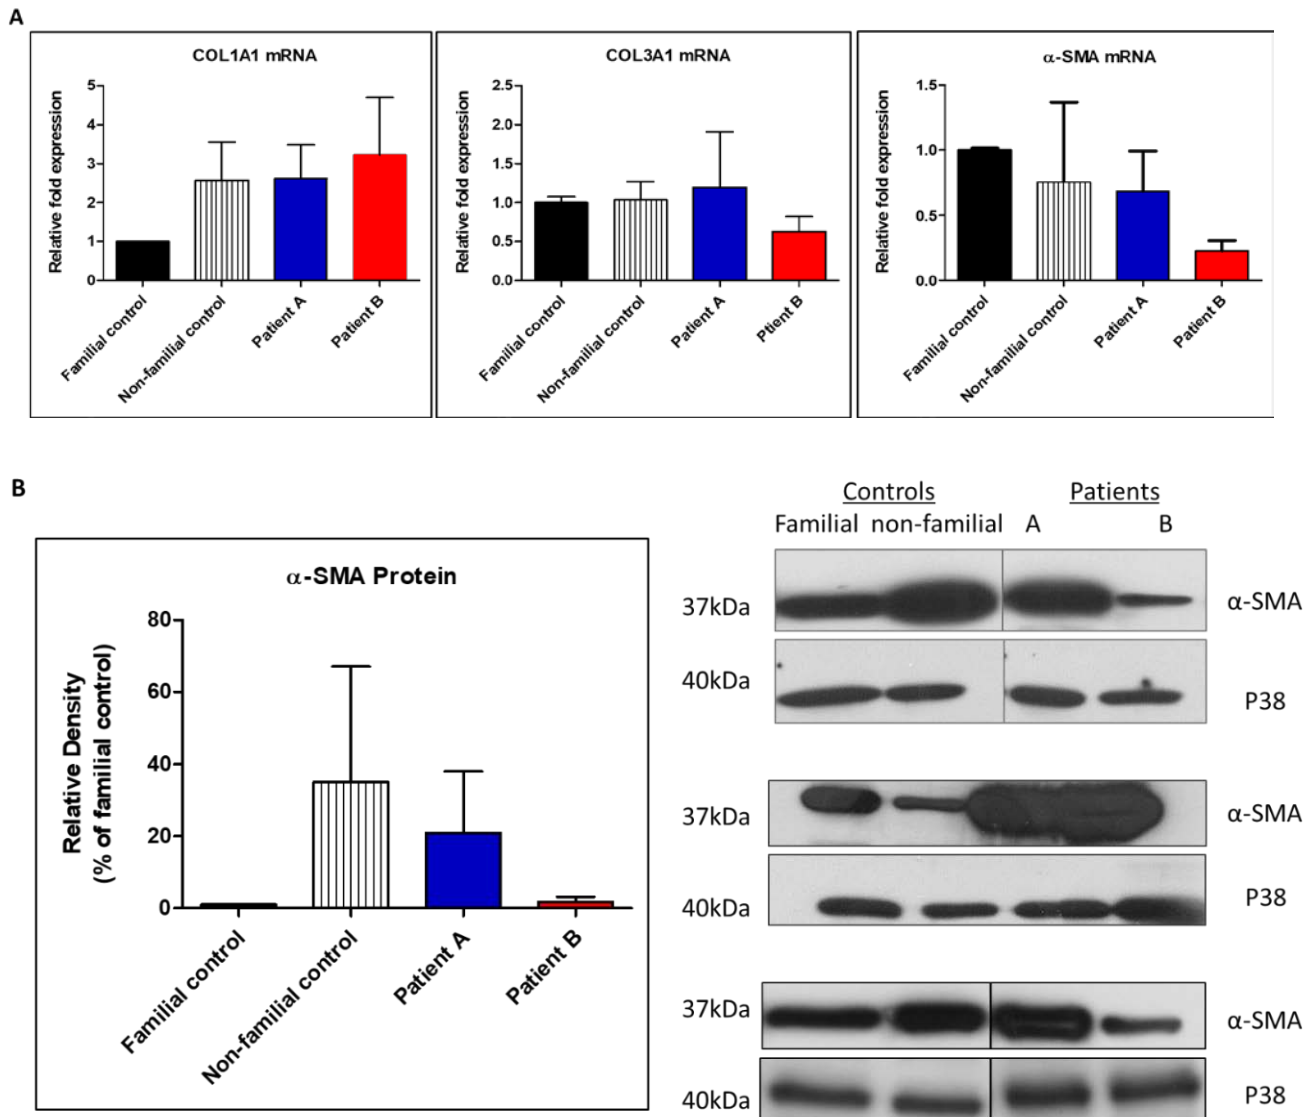 A
COL1A1 mRNA
Relative fold expression
5
4
3
2
1
0
Familial control
Non-familial control
Patient A
Patient B
COL3A1 mRNA
Relative fold expression
2.5
2.0
1.5
1.0
0.5
0.0
Familial control
Non-familial control
Patient A
Ptient B
α-SMA mRNA
Relative fold expression
1.5
1.0
0.5
0.0
Familial control
Non-familial control
Patient A
Patient B
B
α-SMA Protein
Relative Density
(% of familial control)
80
60
40
20
0
Familial control
Non-familial control
Patient A
Patient B
Controls Patients
Familial non-familial A B
37kDa α-SMA
40kDa P38
37kDa α-SMA
40kDa P38
37kDa α-SMA
40kDa P38